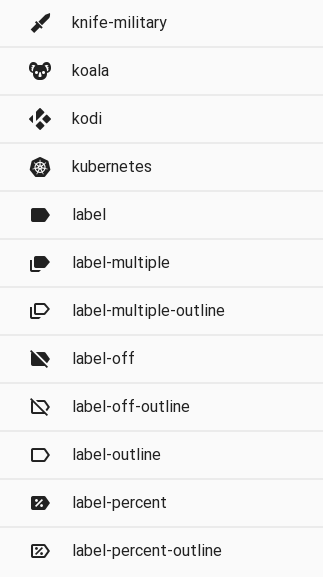 knife-military
koala
kodi
kubernetes
label
label-multiple
label-multiple-outline
label-off
label-off-outline
label-outline
label-percent
label-percent-outline